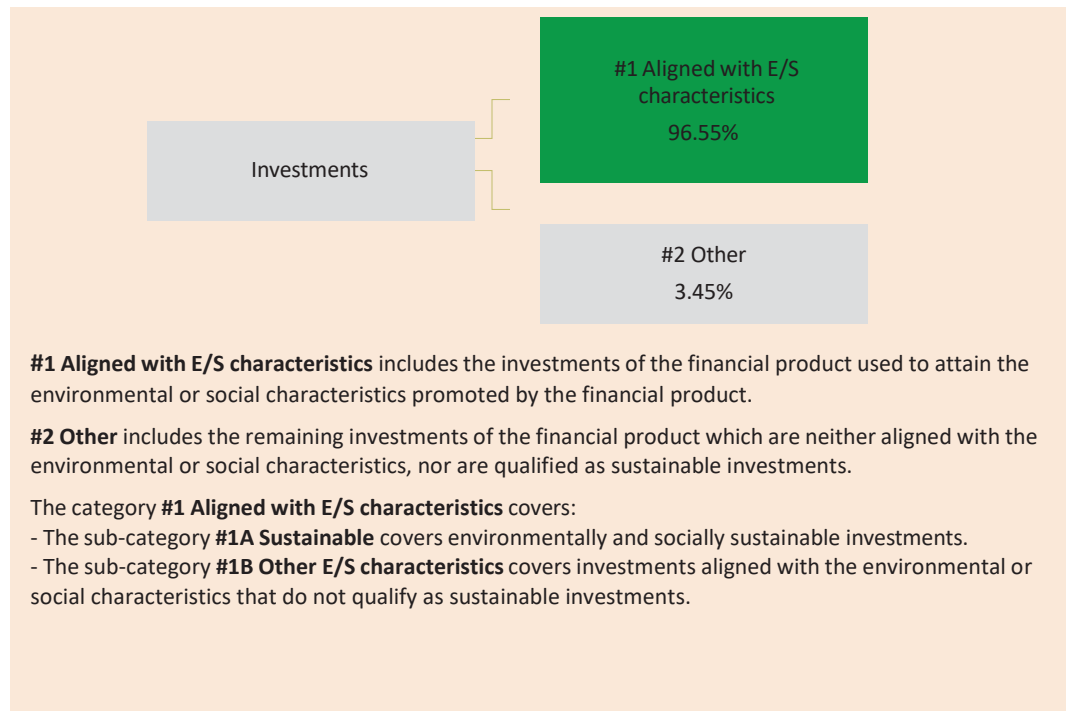 #1 Aligned with E/S
characteristics
96.55%
Investments
#2 Other
3.45%
#1 Aligned with E/S characteristics includes the investments of the financial product used to attain the
environmental or social characteristics promoted by the financial product.
#2 Other includes the remaining investments of the financial product which are neither aligned with the
environmental or social characteristics, nor are qualified as sustainable investments.
The category #1 Aligned with E/S characteristics covers:
- The sub-category #1A Sustainable covers environmentally and socially sustainable investments.
- The sub-category #1B Other E/S characteristics covers investments aligned with the environmental or
social characteristics that do not qualify as sustainable investments.